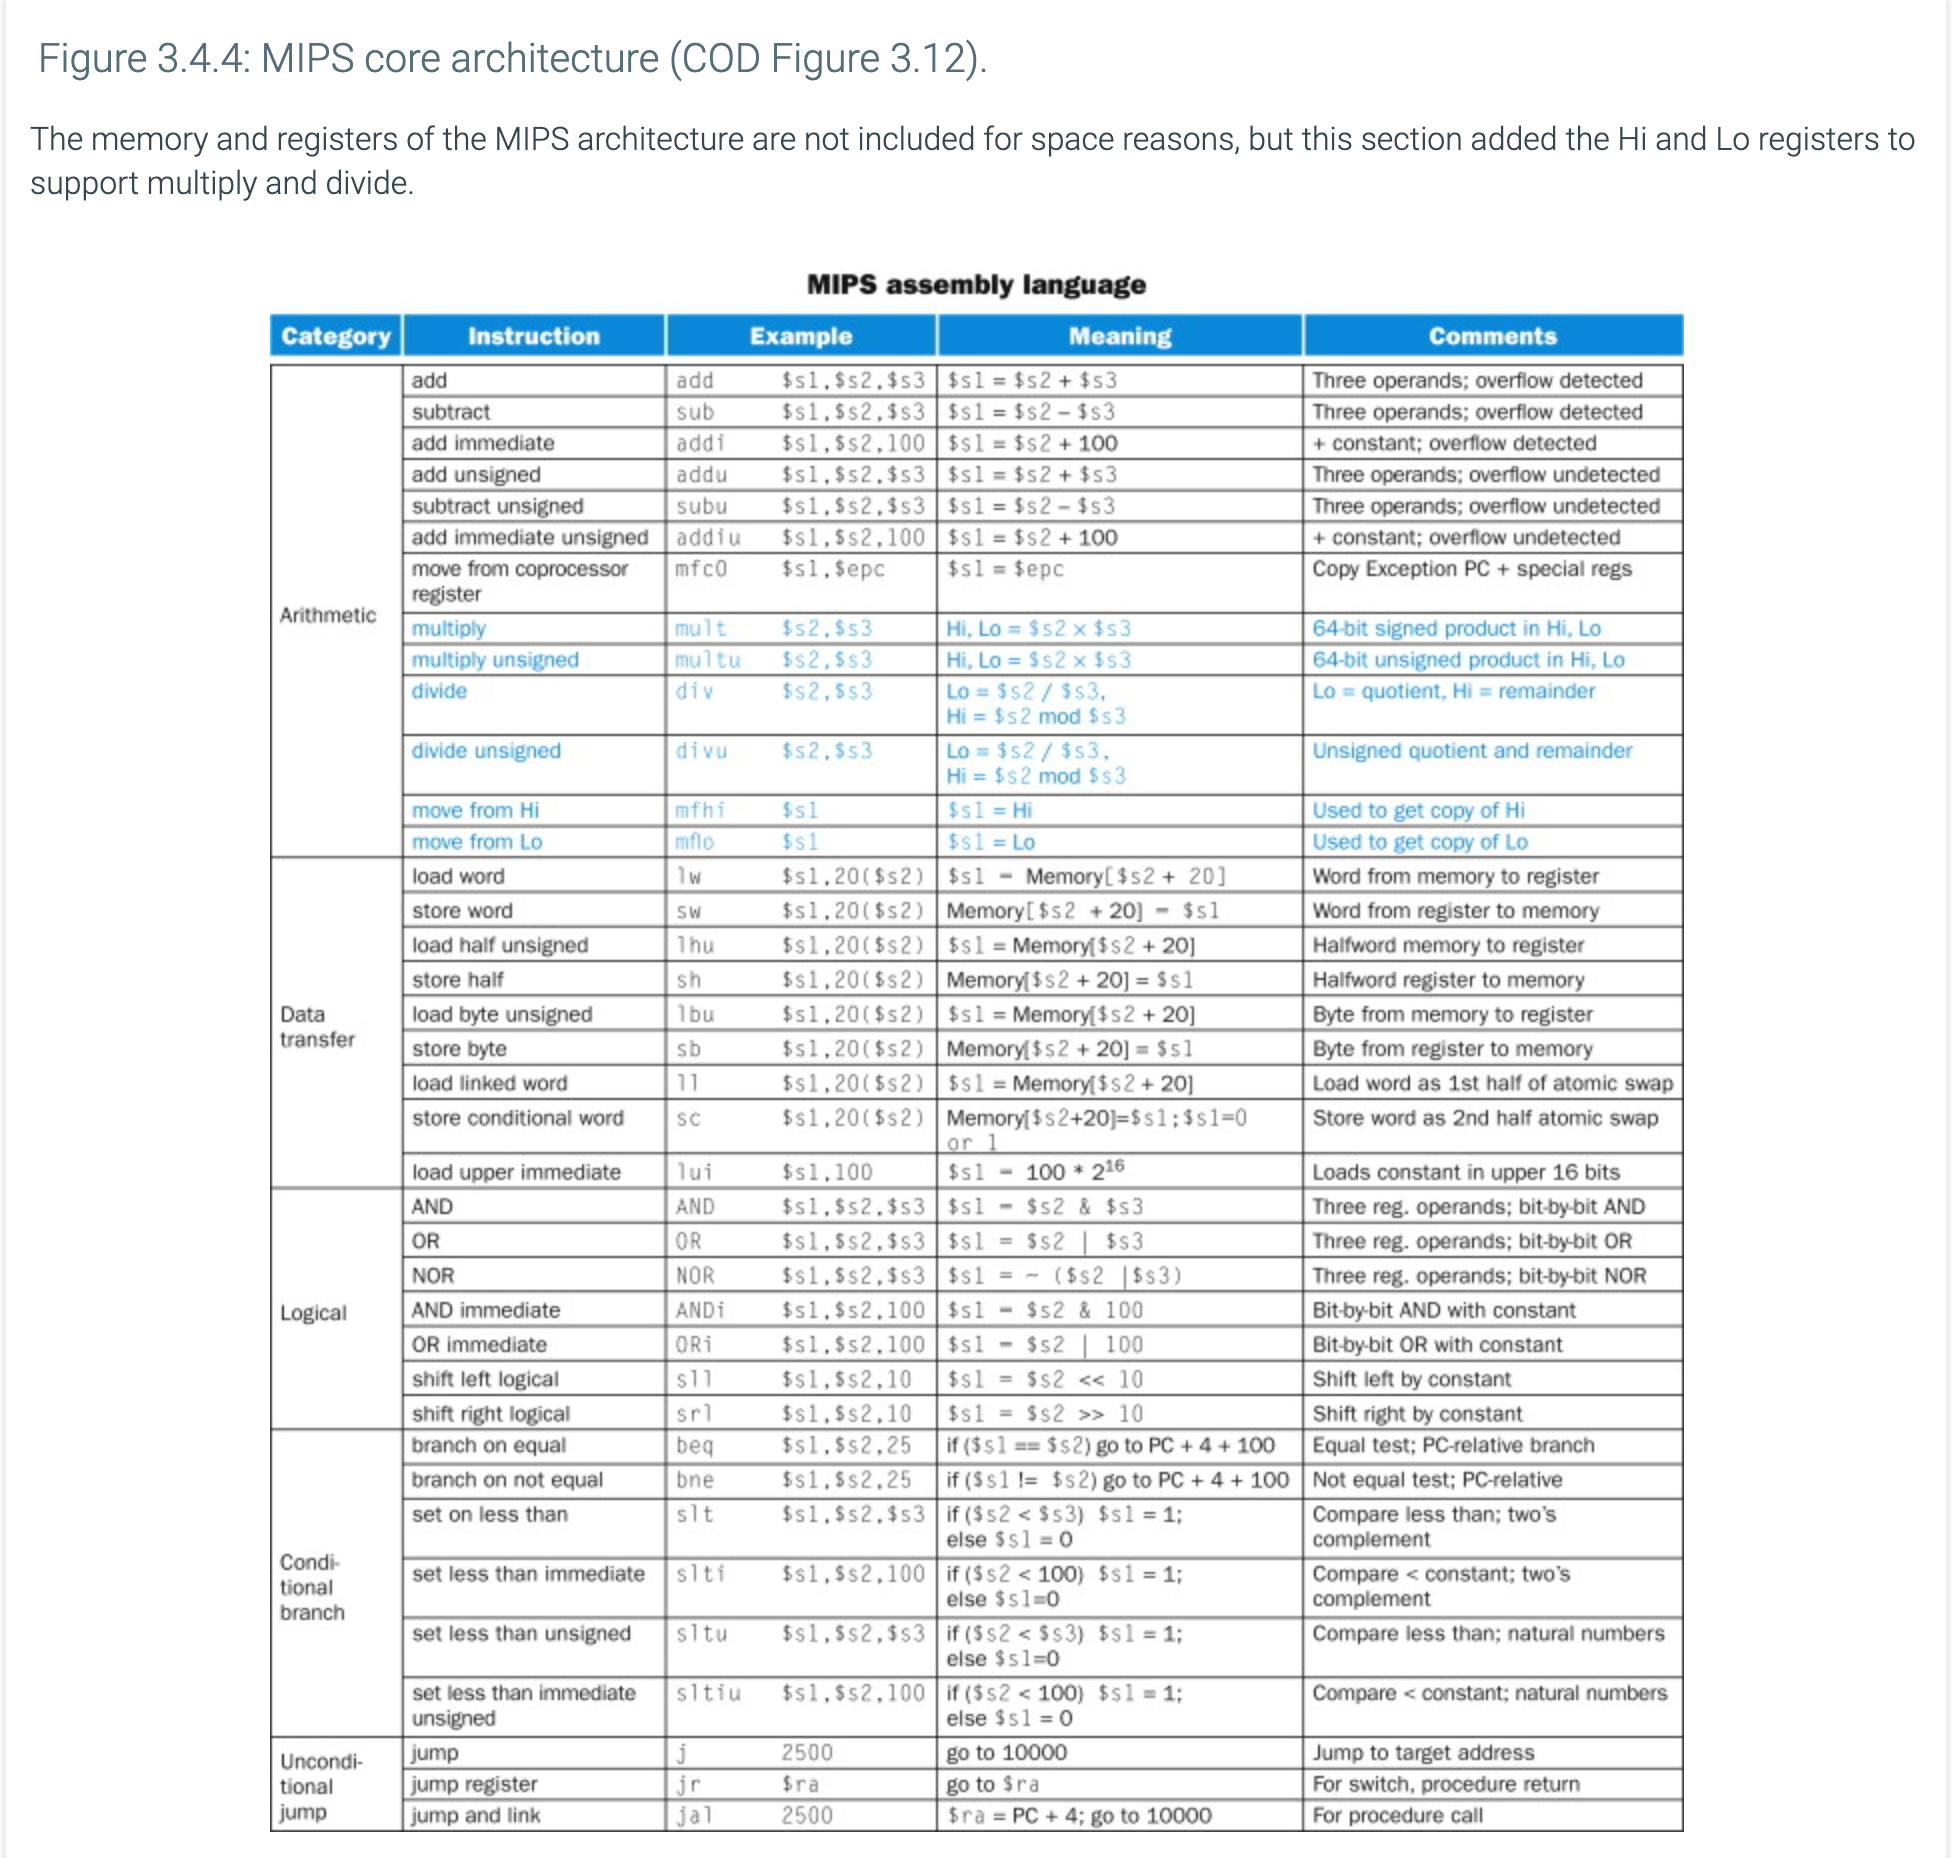 Figure 3.4.4: MIPS core architecture (COD Figure 3.12).
The memory and registers of the MIPS architecture are not included for space reasons, but this section added the Hi and Lo registers to
support multiply and divide.
MIPS assembly language
Category Instruction Example Meaning Comments
Arithmetic
add add $s1,$s2,$s3 $s1 = $s2 + $s3 Three operands; overflow detected
subtract sub $s1,$s2,$s3 $s1 = $s2 – $s3 Three operands; overflow detected
add immediate addi $s1,$s2,100 $s1 = $s2 + 100 + constant; overflow detected
add unsigned addu $s1,$s2,$s3 $s1 = $s2 + $s3 Three operands; overflow undetected
subtract unsigned subu $s1,$s2,$s3 $s1 = $s2 – $s3 Three operands; overflow undetected
add immediate unsigned addiu $s1,$s2,100 $s1 = $s2 + 100 + constant; overflow undetected
move from coprocessor mfc0 $s1,$epc $s1 = $epc Copy Exception PC + special regs
register
multiply mult $s2,$s3 Hi, Lo = $s2 × $s3 64-bit signed product in Hi, Lo
multiply unsigned multu $s2,$s3 Hi, Lo = $s2 × $s3 64-bit unsigned product in Hi, Lo
divide div $s2,$s3 Lo = $s2 / $s3, Lo = quotient, Hi = remainder
Hi = $s2 mod $s3
divide unsigned divu $s2,$s3 Lo = $s2 / $s3, Unsigned quotient and remainder
Hi = $s2 mod $s3
move from Hi mfhi $s1 $s1 = Hi Used to get copy of Hi
move from Lo mflo $s1 $s1 = Lo Used to get copy of Lo
Data
transfer
load word lw $s1,20($s2) $s1 = Memory[$s2 + 20] Word from memory to register
store word sw $s1,20($s2) Memory[$s2 + 20] = $s1 Word from register to memory
load half unsigned lhu $s1,20($s2) $s1 = Memory[$s2 + 20] Halfword memory to register
store half sh $s1,20($s2) Memory[$s2 + 20] = $s1 Halfword register to memory
load byte unsigned lbu $s1,20($s2) $s1 = Memory[$s2 + 20] Byte from memory to register
store byte sb $s1,20($s2) Memory[$s2 + 20] = $s1 Byte from register to memory
load linked word ll $s1,20($s2) $s1 = Memory[$s2 + 20] Load word as 1st half of atomic swap
store conditional word sc $s1,20($s2) Memory[$s2+20]=$s1;$s1=0 Store word as 2nd half atomic swap
or 1
load upper immediate lui $s1,100 $s1 = 100 * 2¹⁶ Loads constant in upper 16 bits
Logical
AND AND $s1,$s2,$s3 $s1 = $s2 & $s3 Three reg. operands; bit-by-bit AND
OR OR $s1,$s2,$s3 $s1 = $s2 | $s3 Three reg. operands; bit-by-bit OR
NOR NOR $s1,$s2,$s3 $s1 = ~ ($s2 |$s3) Three reg. operands; bit-by-bit NOR
AND immediate ANDi $s1,$s2,100 $s1 = $s2 & 100 Bit-by-bit AND with constant
OR immediate ORi $s1,$s2,100 $s1 = $s2 | 100 Bit-by-bit OR with constant
shift left logical sll $s1,$s2,10 $s1 = $s2 << 10 Shift left by constant
shift right logical srl $s1,$s2,10 $s1 = $s2 >> 10 Shift right by constant
Condi-
tional
branch
branch on equal beq $s1,$s2,25 if ($s1 == $s2) go to PC + 4 + 100 Equal test; PC-relative branch
branch on not equal bne $s1,$s2,25 if ($s1 != $s2) go to PC + 4 + 100 Not equal test; PC-relative
set on less than slt $s1,$s2,$s3 if ($s2 < $s3) $s1 = 1; Compare less than; two's
else $s1 = 0 complement
set less than immediate slti $s1,$s2,100 if ($s2 < 100) $s1 = 1; Compare < constant; two's
else $s1=0 complement
set less than unsigned sltu $s1,$s2,$s3 if ($s2 < $s3) $s1 = 1; Compare less than; natural numbers
else $s1=0
set less than immediate sltiu $s1,$s2,100 if ($s2 < 100) $s1 = 1; Compare < constant; natural numbers
unsigned else $s1 = 0
Uncondi-
tional
jump
jump j 2500 go to 10000 Jump to target address
jump register jr $ra go to $ra For switch, procedure return
jump and link jal 2500 $ra = PC + 4; go to 10000 For procedure call